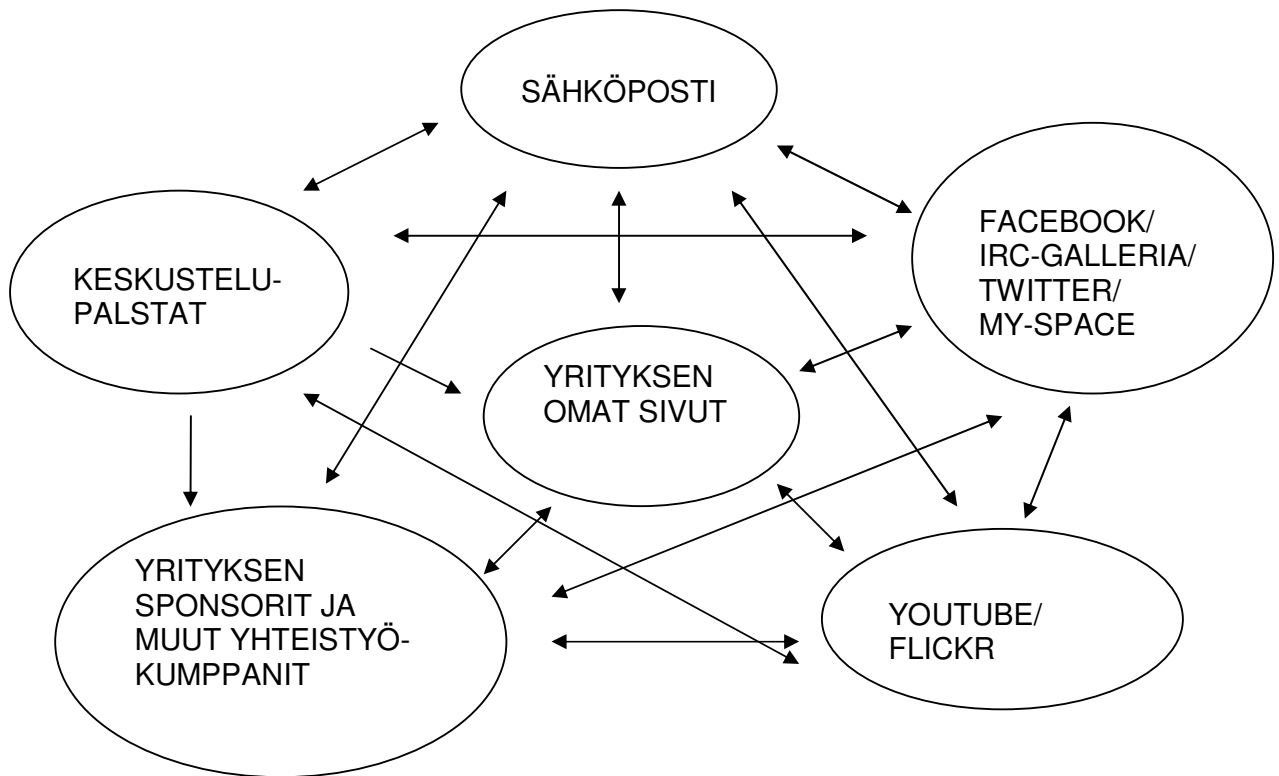 SÄHKÖPOSTI
KESKUSTELU-
PALSTAT
FACEBOOK/
IRC-GALLERIA/
TWITTER/
MY-SPACE
YRITYKSEN
OMAT SIVUT
YRITYKSEN
SPONSORIT JA
MUUT YHTEISTYÖ-
KUMPPANIT
YOUTUBE/
FLICKR